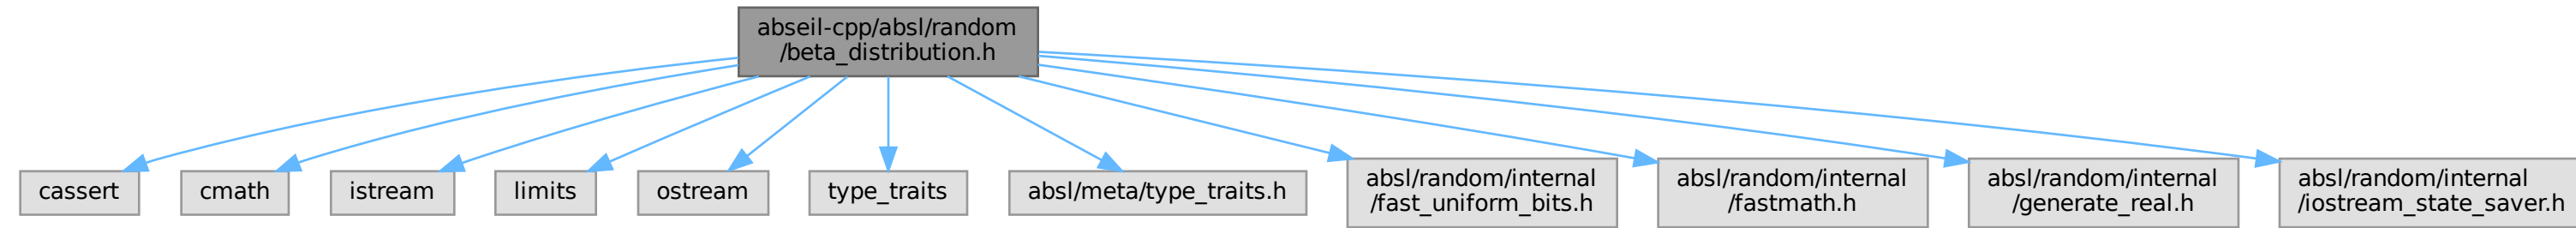 abseil-cpp/absl/random
/beta_distribution.h
cassert
cmath
istream
limits
ostream
type_traits
absl/meta/type_traits.h
absl/random/internal
/fast_uniform_bits.h
absl/random/internal
/fastmath.h
absl/random/internal
/generate_real.h
absl/random/internal
/iostream_state_saver.h